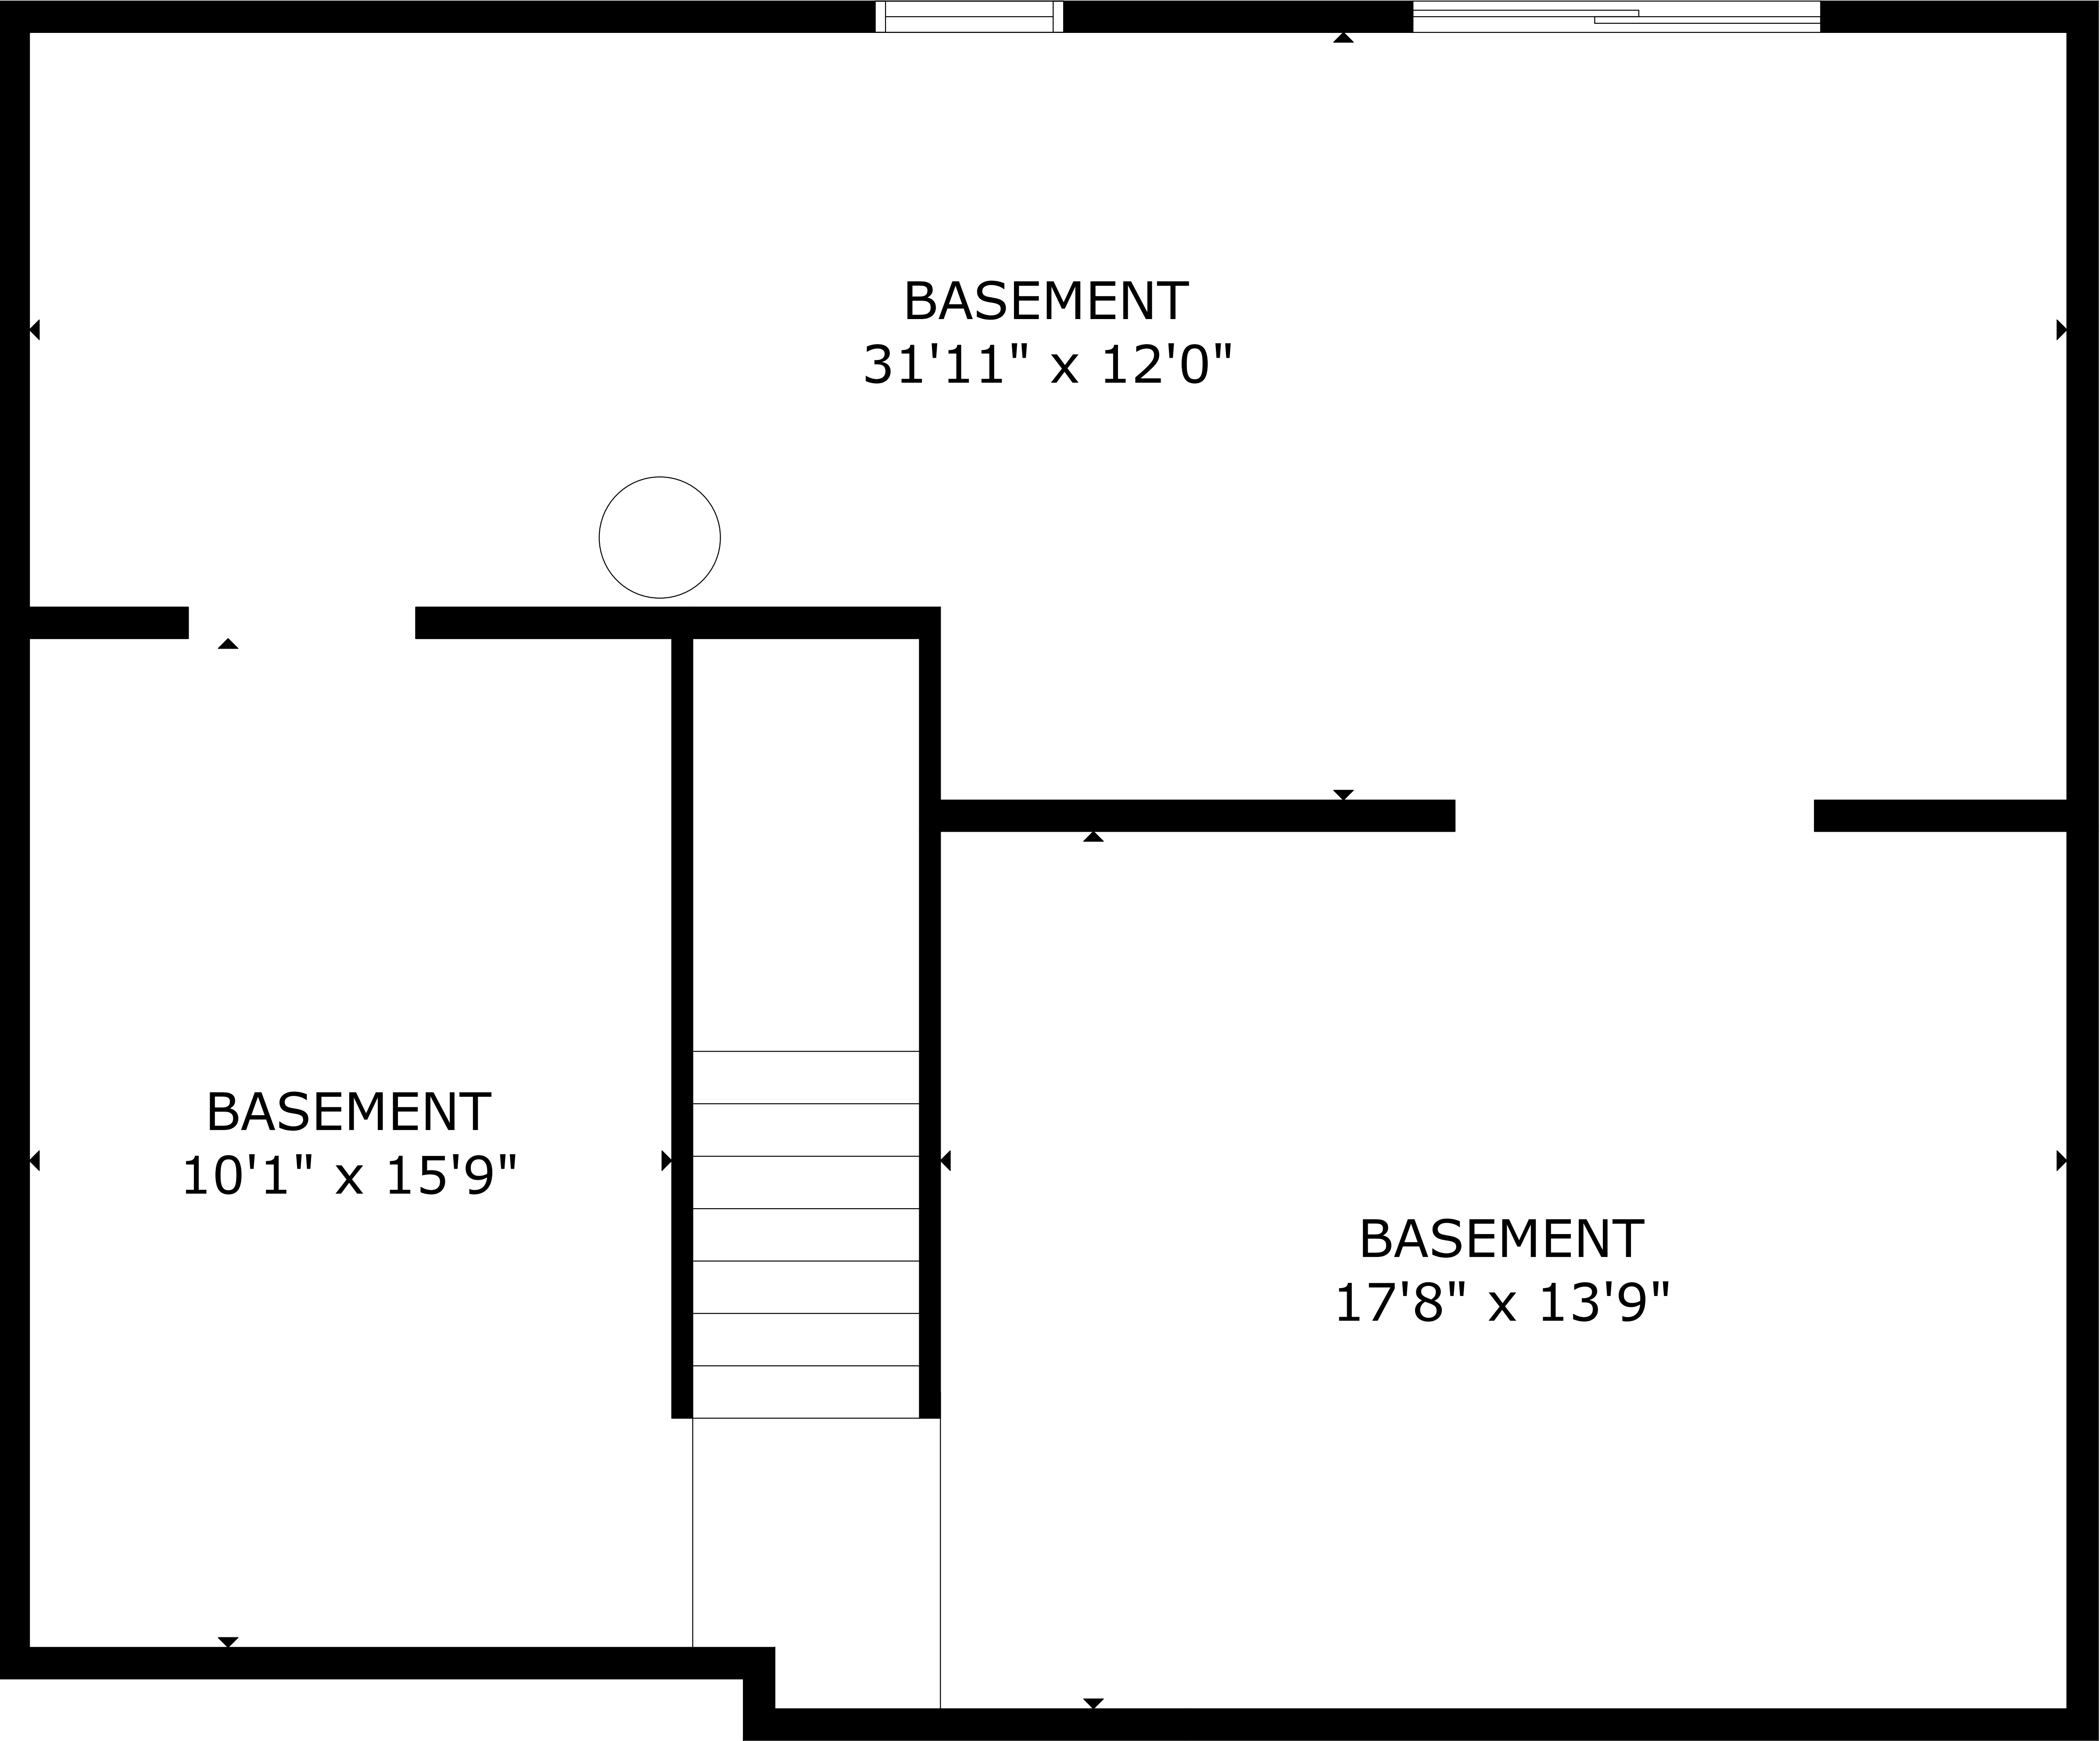 BASEMENT
31'11" x 12'0"
BASEMENT
10'1" x 15'9"
BASEMENT
17'8" x 13'9"